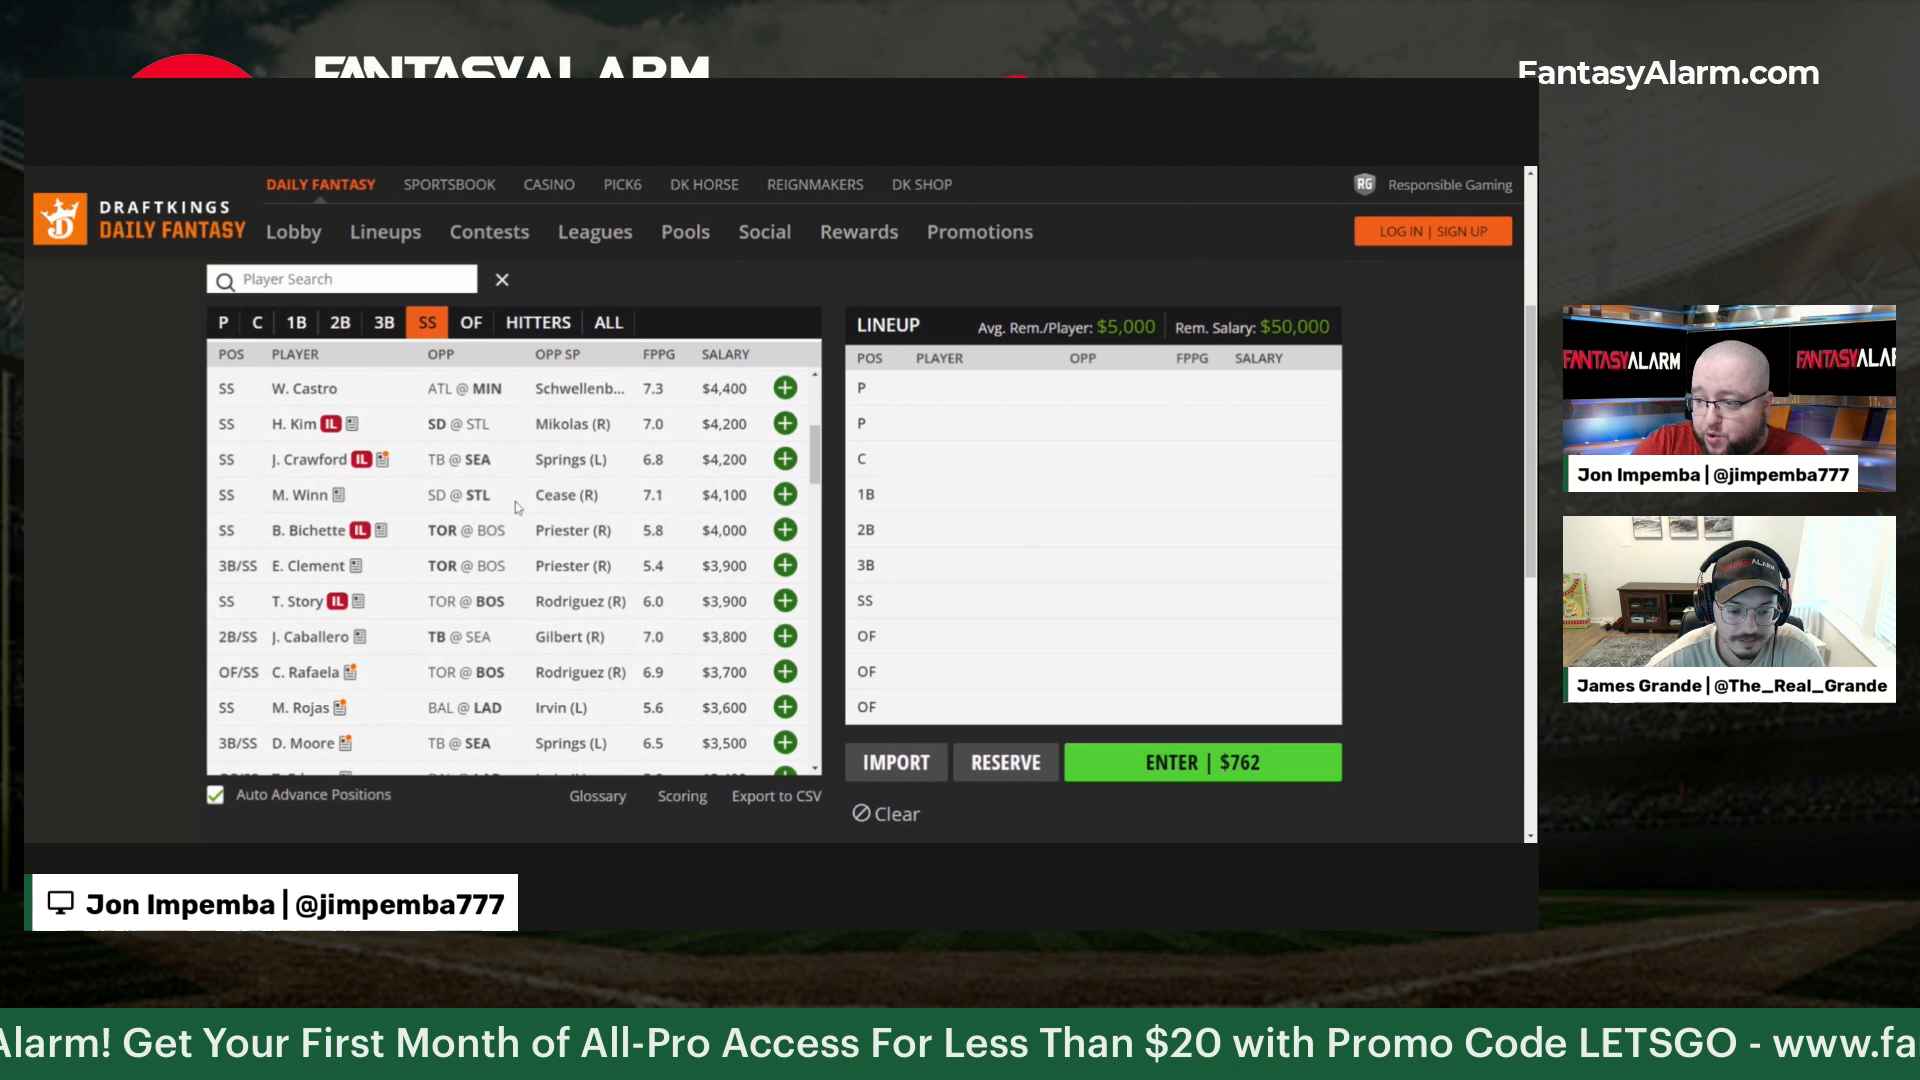 FANTASYALARM
FantasyAlarm.com
DAILY FANTASY SPORTSBOOK CASINO PICK6 DK HORSE REIGNMAKERS DK SHOP
RG Responsible Gaming
DRAFTKINGS
DAILY FANTASY
Lobby Lineups Contests Leagues Pools Social Rewards Promotions
LOG IN | SIGN UP
Player Search
P C 1B 2B 3B SS OF HITTERS ALL
POS PLAYER OPP OPP SP FPPG SALARY
SS W. Castro ATL @ MIN Schwellenb... 7.3 $4,400
SS H. Kim IL SD @ STL Mikolas (R) 7.0 $4,200
SS J. Crawford IL TB @ SEA Springs (L) 6.8 $4,200
SS M. Winn SD @ STL Cease (R) 7.1 $4,100
SS B. Bichette IL TOR @ BOS Priester (R) 5.8 $4,000
3B/SS E. Clement TOR @ BOS Priester (R) 5.4 $3,900
SS T. Story IL TOR @ BOS Rodriguez (R) 6.0 $3,900
2B/SS J. Caballero TB @ SEA Gilbert (R) 7.0 $3,800
OF/SS C. Rafaela TOR @ BOS Rodriguez (R) 6.9 $3,700
SS M. Rojas BAL @ LAD Irvin (L) 5.6 $3,600
3B/SS D. Moore TB @ SEA Springs (L) 6.5 $3,500
Auto Advance Positions
Glossary Scoring Export to CSV
LINEUP Avg. Rem./Player: $5,000 Rem. Salary: $50,000
POS PLAYER OPP FPPG SALARY
P
P
C
1B
2B
3B
SS
OF
OF
OF
IMPORT RESERVE ENTER | $762
Clear
FANTASYALARM FANTASYALA
Jon Impemba | @jimpemba777
James Grande | @The_Real_Grande
Jon Impemba | @jimpemba777
Alarm! Get Your First Month of All-Pro Access For Less Than $20 with Promo Code LETSGO - www.fa